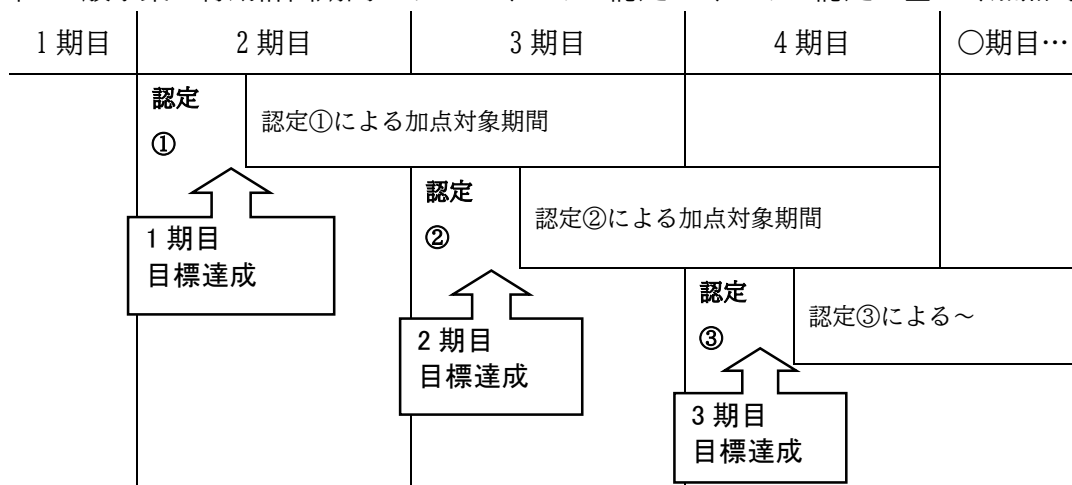 1期目
2期目
3期目
4期目
〇期目…
認定
①
認定①による加点対象期間
1期目
目標達成
認定
②
認定②による加点対象期間
2期目
目標達成
認定
③
認定③による～
3期目
目標達成